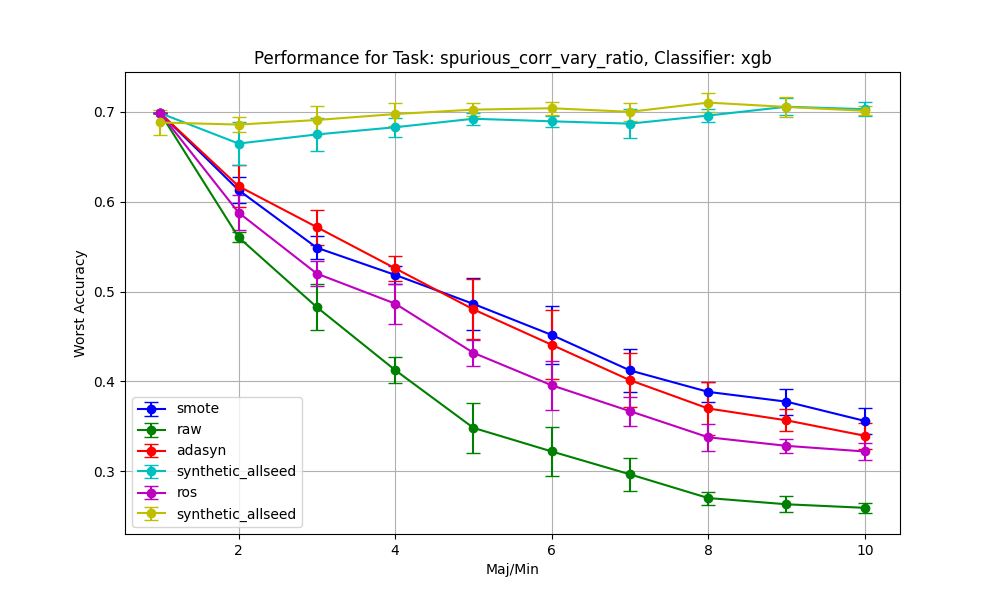 Performance for Task: spurious_corr_vary_ratio, Classifier: xgb
Worst Accuracy
0.7
0.6
0.5
0.4
0.3
smote
raw
adasyn
synthetic_allseed
ros
synthetic_allseed
2
4
6
8
10
Maj/Min